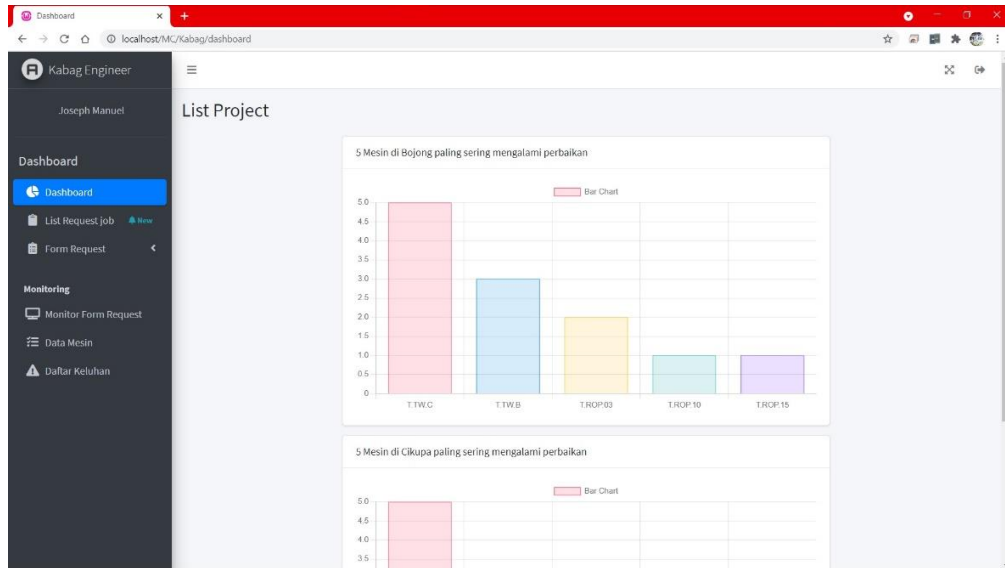 Dashboard
localhost/MC/Kabag/dashboard
Kabag Engineer
Joseph Manuel
List Project
Dashboard
Dashboard
List Request job New
Form Request
Monitoring
Monitor Form Request
Data Mesin
Daftar Keluhan
5 Mesin di Bojong paling sering mengalami perbaikan
Bar Chart
5.0
4.5
4.0
3.5
3.0
2.5
2.0
1.5
1.0
0.5
0
T.TW.C T.TW.B T.ROP.03 T.ROP.10 T.ROP.15
5 Mesin di Cikupa paling sering mengalami perbaikan
Bar Chart
5.0
4.5
4.0
3.5